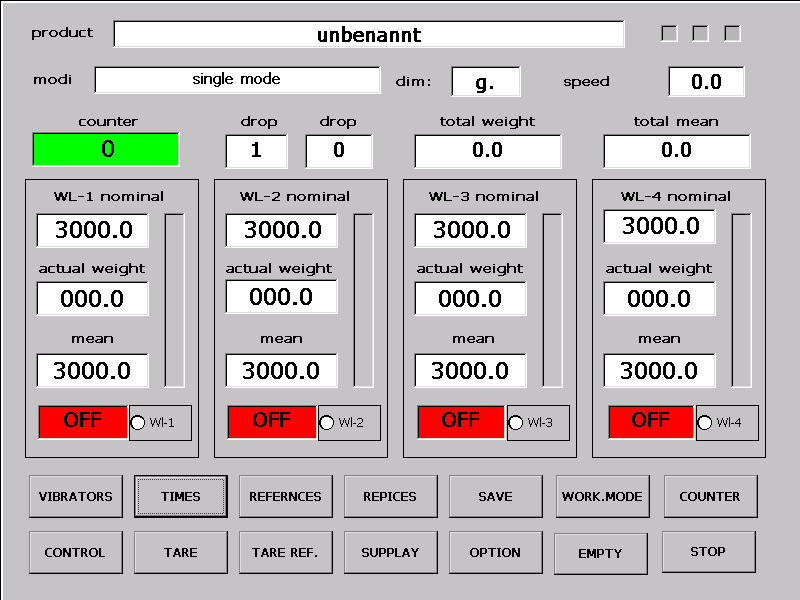 product unbenannt
modi single mode dim: g. speed 0.0
counter drop drop total weight total mean
0 1 0 0.0 0.0
WL-1 nominal WL-2 nominal WL-3 nominal WL-4 nominal
3000.0 3000.0 3000.0 3000.0
actual weight actual weight actual weight actual weight
000.0 000.0 000.0 000.0
mean mean mean mean
3000.0 3000.0 3000.0 3000.0
OFF Wl-1 OFF Wl-2 OFF Wl-3 OFF Wl-4
VIBRATORS TIMES REFERNCES REPICES SAVE WORK.MODE COUNTER
CONTROL TARE TARE REF. SUPPLAY OPTION EMPTY STOP